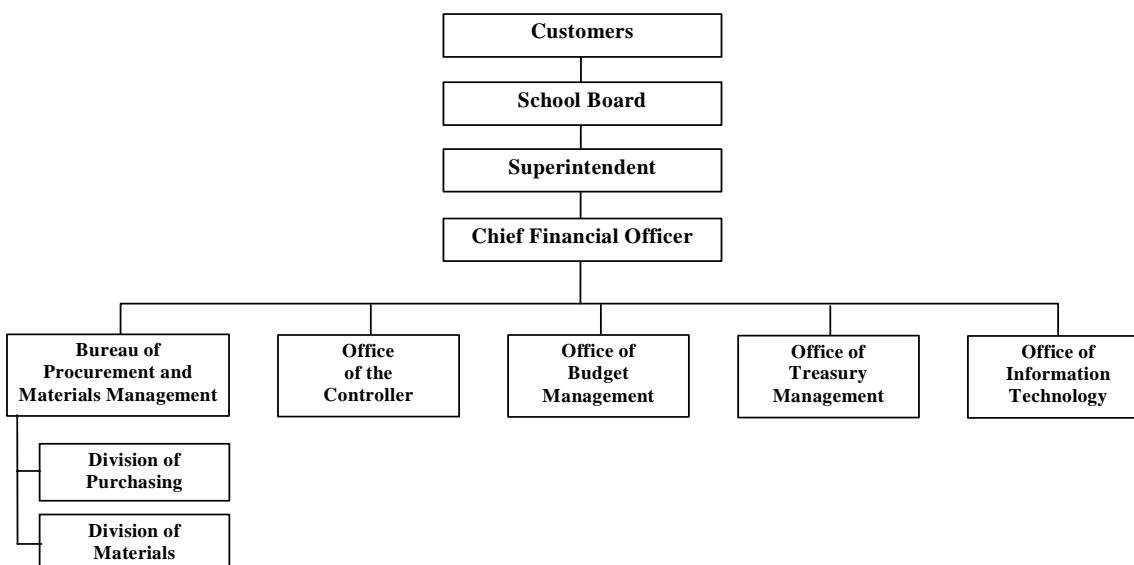 Customers
School Board
Superintendent
Chief Financial Officer
Bureau of
Procurement and
Materials Management
Office
of the
Controller
Office of
Budget
Management
Office of
Treasury
Management
Office of
Information
Technology
Division of
Purchasing
Division of
Materials